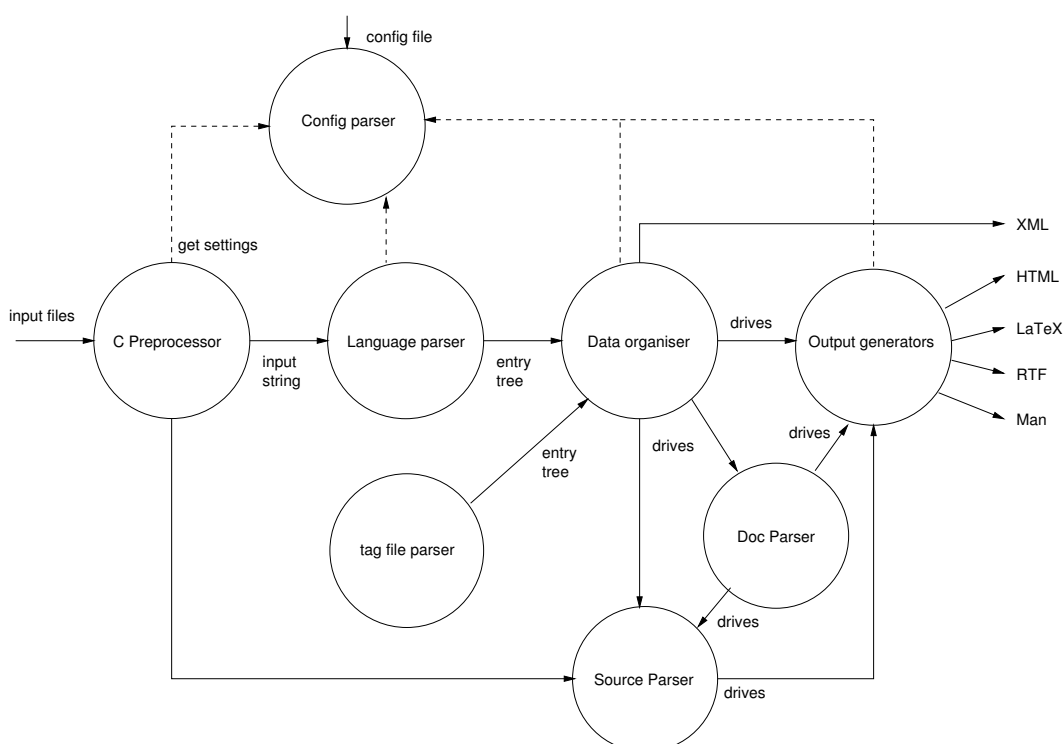 config file
Config parser
get settings
XML
HTML
input files
C Preprocessor
input
string
Language parser
entry
tree
Data organiser
drives
Output generators
LaTeX
RTF
Man
drives
drives
entry
tree
tag file parser
Doc Parser
drives
Source Parser
drives